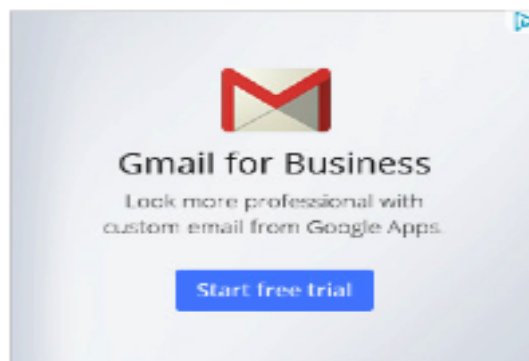 Gmail for Business
Look more professional with
custom email from Google Apps.
Start free trial